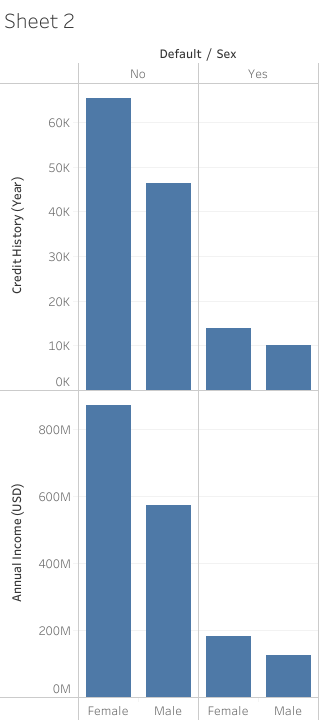 Sheet 2
Default / Sex
No Yes
Credit History (Year)
60K
50K
40K
30K
20K
10K
0K
Annual Income (USD)
800M
600M
400M
200M
0M
Female Male Female Male